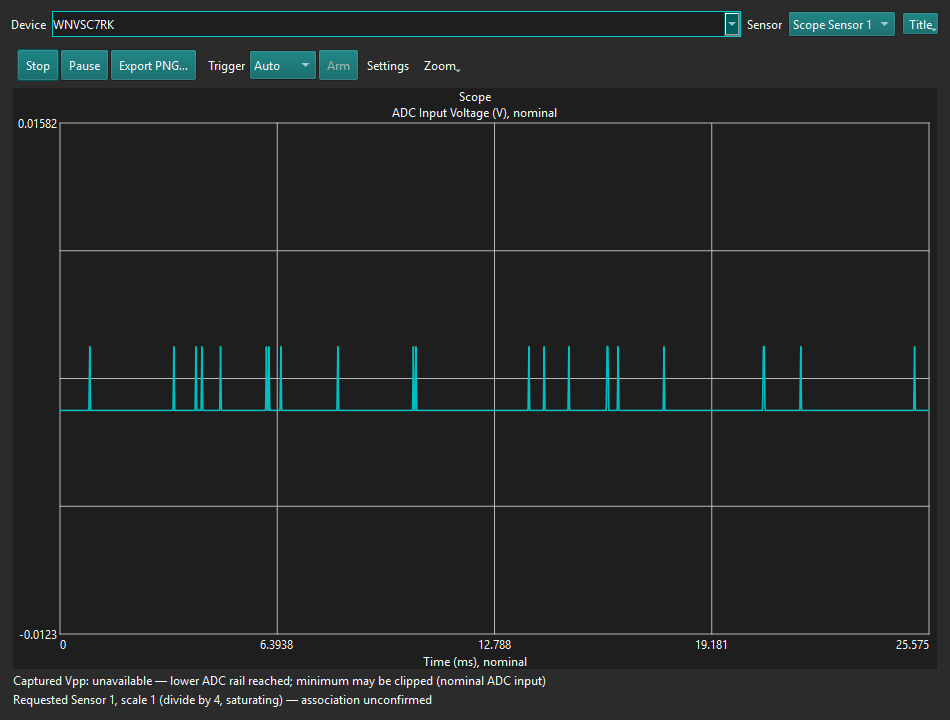 Device WNVSC7RK Sensor Scope Sensor 1 Title
Stop Pause Export PNG... Trigger Auto Arm Settings Zoom
Scope
ADC Input Voltage (V), nominal
0.01582
-0.0123
0 6.3938 12.788 19.181 25.575
Time (ms), nominal
Captured Vpp: unavailable — lower ADC rail reached; minimum may be clipped (nominal ADC input)
Requested Sensor 1, scale 1 (divide by 4, saturating) — association unconfirmed